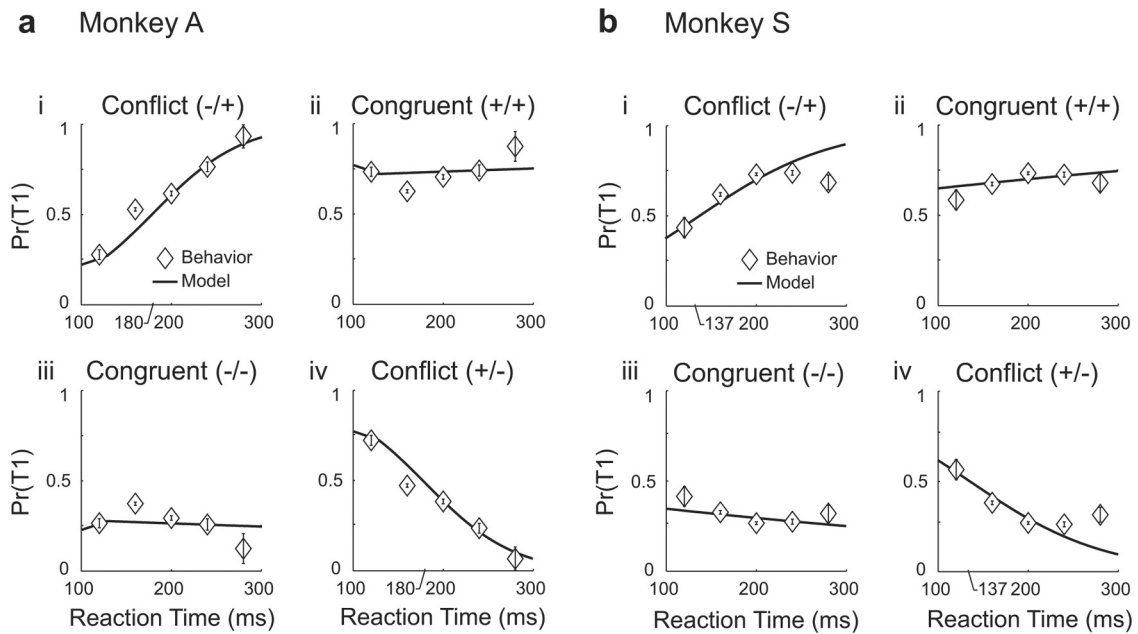 a Monkey A
b Monkey S
i Conflict (-/+)
ii Congruent (+/+)
i Conflict (-/+)
ii Congruent (+/+)
Pr(T1)
1
0.5
0
Behavior
Model
100 180 200 300
1
0.5
0
100 200 300
Pr(T1)
1
0.5
0
Behavior
Model
100 137 200 300
1
0.5
0
100 200 300
iii Congruent (-/-)
iv Conflict (+/-)
iii Congruent (-/-)
iv Conflict (+/-)
Pr(T1)
1
0.5
0
100 200 300
Reaction Time (ms)
1
0.5
0
100 180 200 300
Reaction Time (ms)
Pr(T1)
1
0.5
0
100 200 300
Reaction Time (ms)
1
0.5
0
100 137 200 300
Reaction Time (ms)